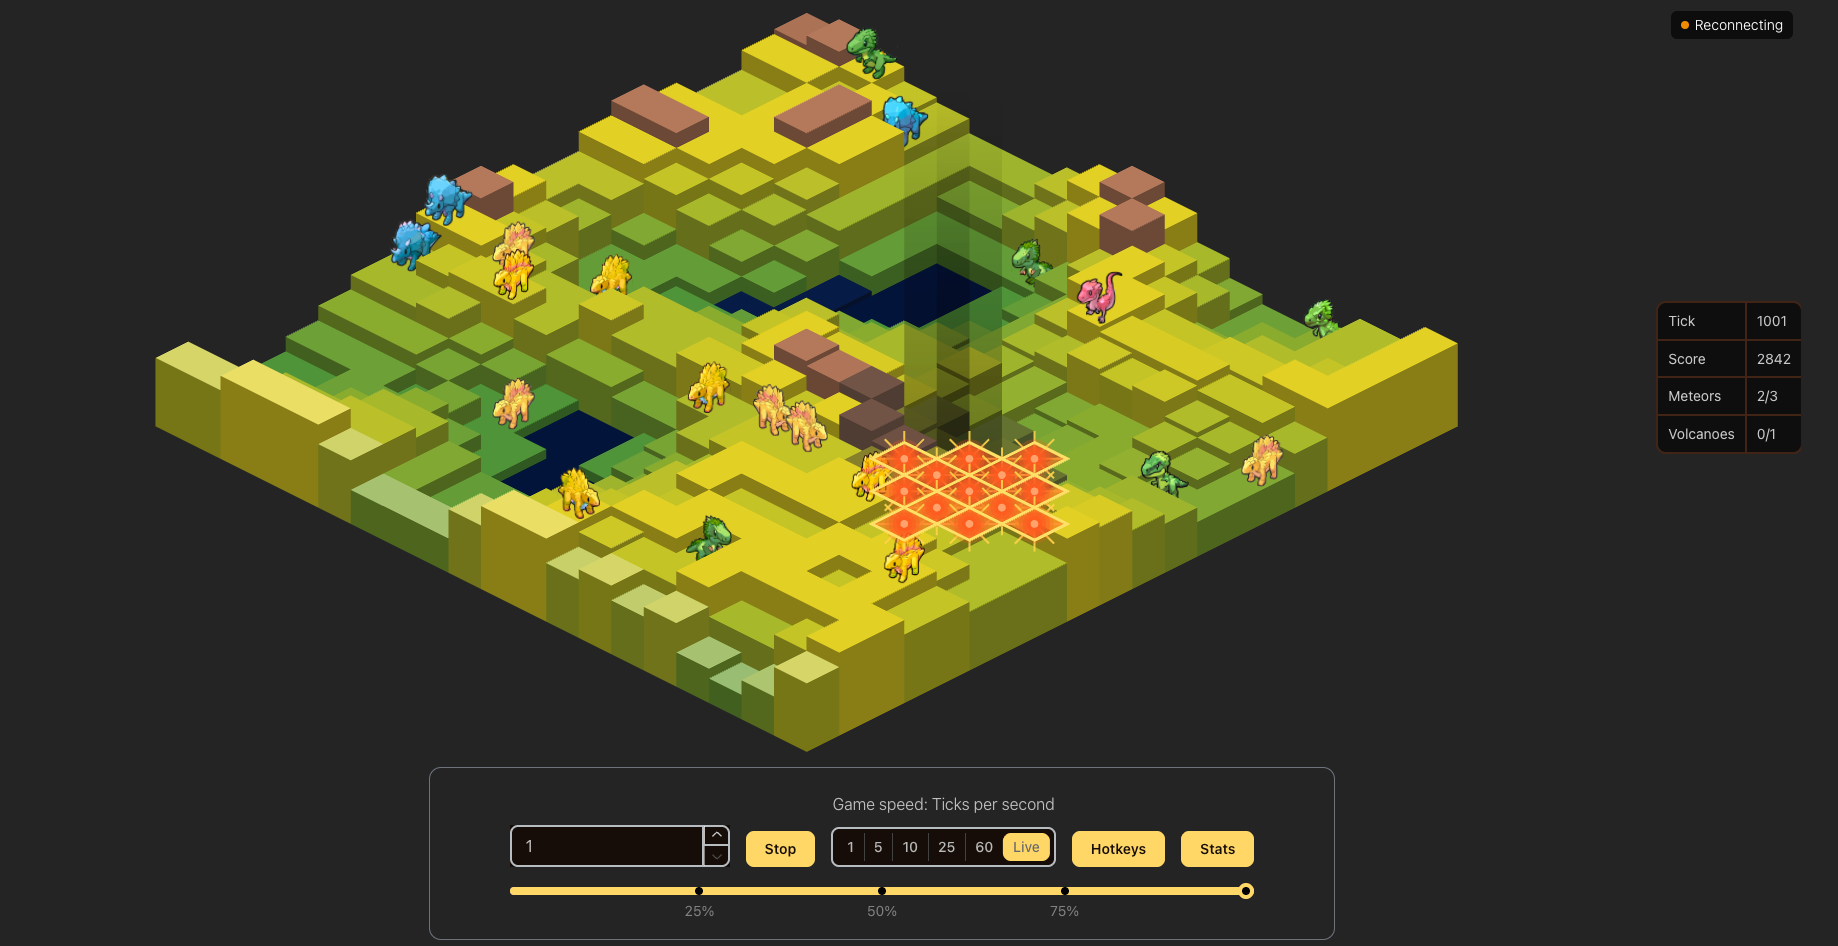 Reconnecting
Tick 1001
Score 2842
Meteors 2/3
Volcanoes 0/1
Game speed: Ticks per second
1 Stop 1 5 10 25 60 Live Hotkeys Stats
25% 50% 75%